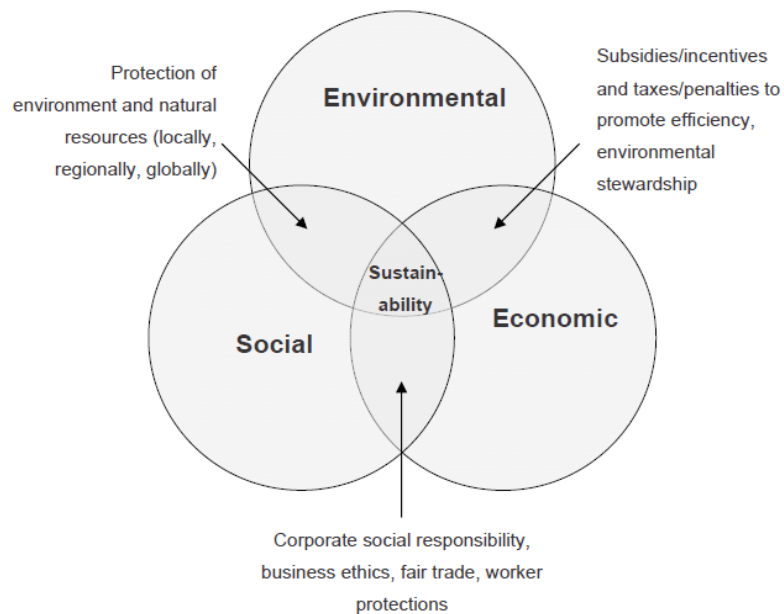 Protection of
environment and natural
resources (locally,
regionally, globally)
Environmental
Subsidies/incentives
and taxes/penalties to
promote efficiency,
environmental
stewardship
Sustain-
ability
Social
Economic
Corporate social responsibility,
business ethics, fair trade, worker
protections